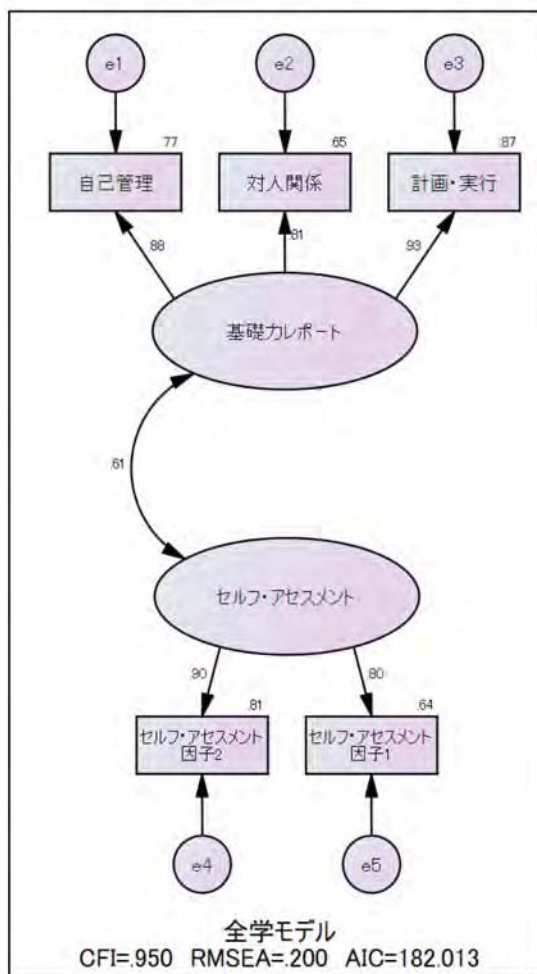 e1
e2
e3
.77
.65
.87
自己管理
対人関係
計画・実行
.88
.81
.93
基礎力レポート
.61
セルフ・アセスメント
.90
.80
.81
.64
セルフ・アセスメント
因子2
セルフ・アセスメント
因子1
e4
e5
全学モデル
CFI=.950 RMSEA=.200 AIC=182.013